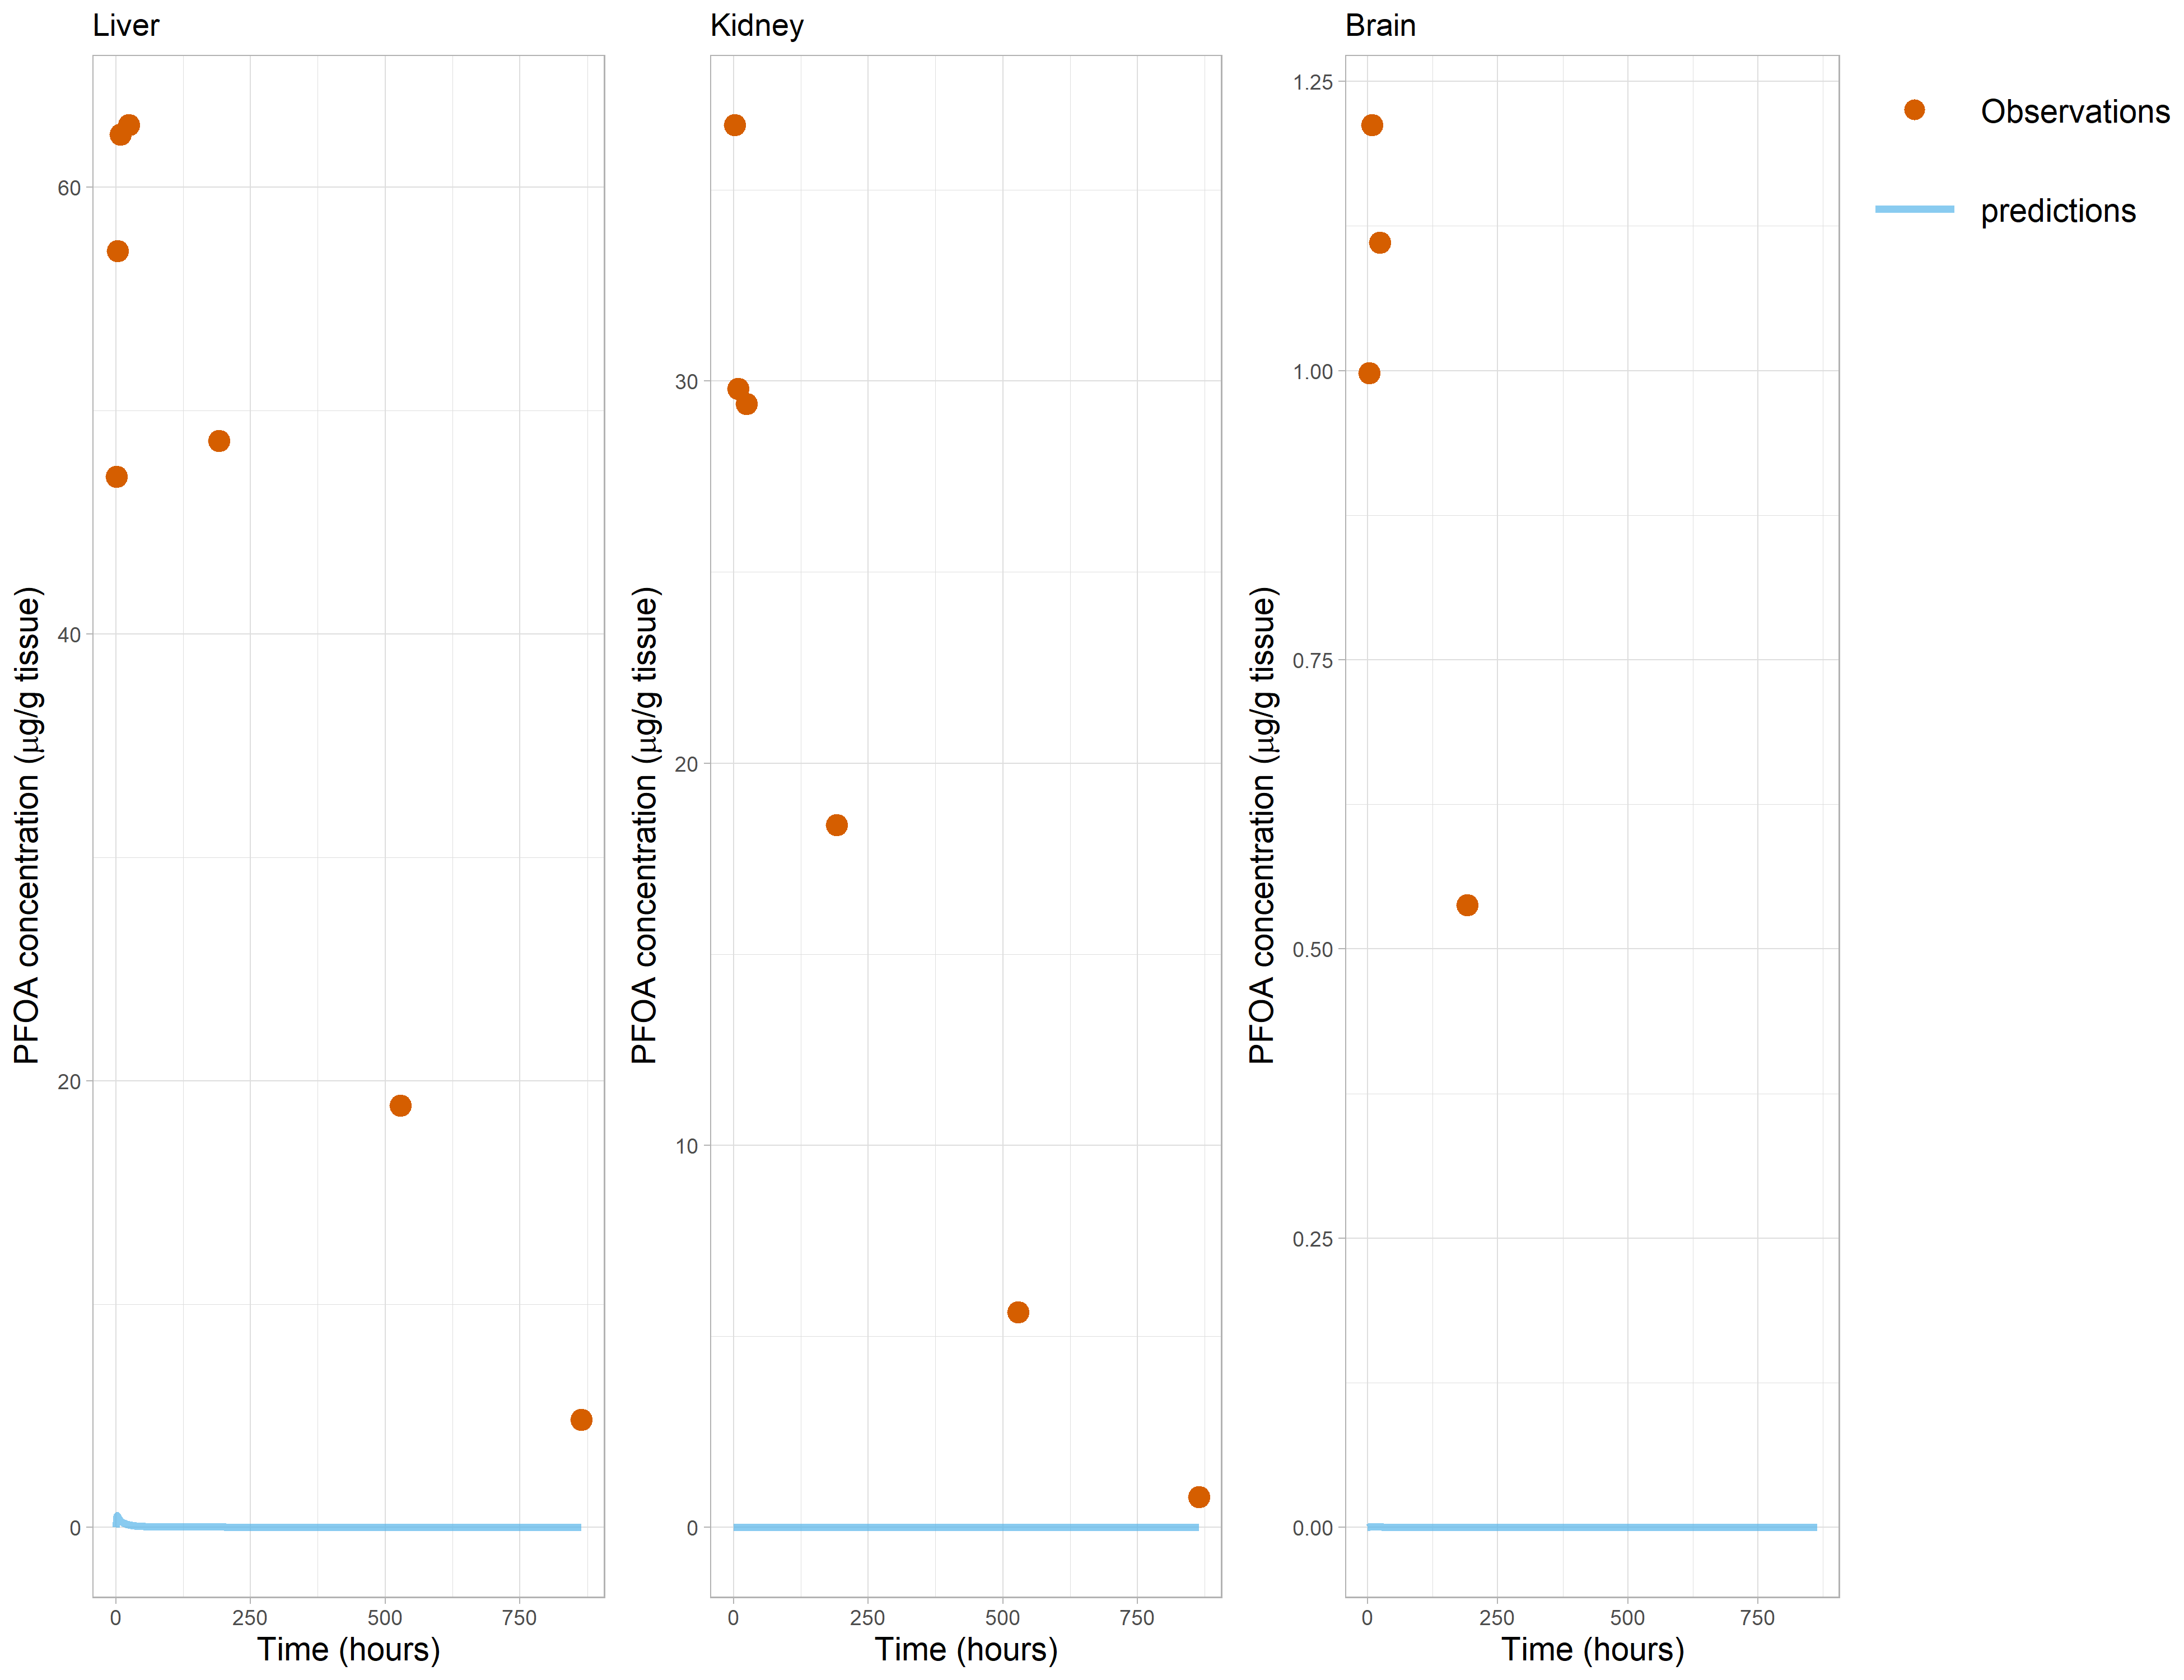 Liver
60
40
20
0
0 250 500 750
Time (hours)
PFOA concentration (μg/g tissue)
Kidney
30
20
10
0
0 250 500 750
Time (hours)
PFOA concentration (μg/g tissue)
Brain
1.25
1.00
0.75
0.50
0.25
0.00
0 250 500 750
Time (hours)
PFOA concentration (μg/g tissue)
Observations
predictions